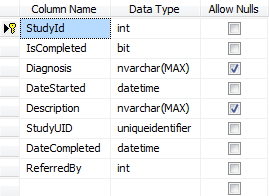 Column Name Data Type Allow Nulls
StudyId int
IsCompleted bit
Diagnosis nvarchar(MAX)
DateStarted datetime
Description nvarchar(MAX)
StudyUID uniqueidentifier
DateCompleted datetime
ReferredBy int